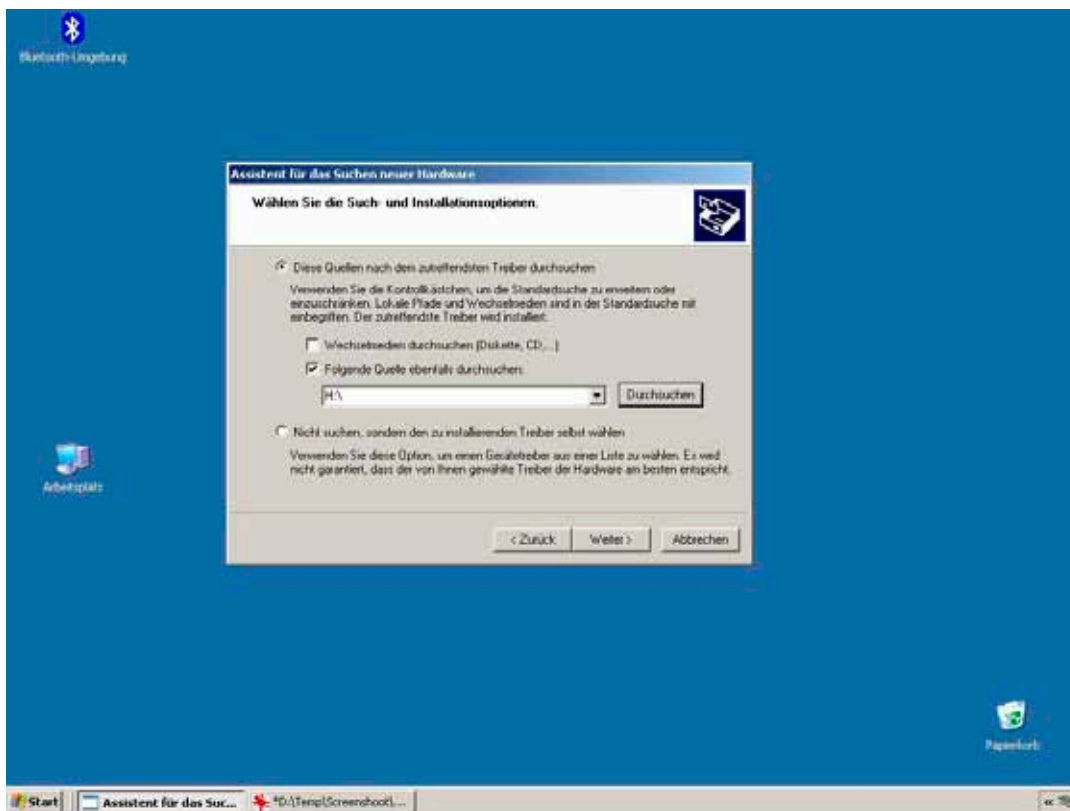 Bluetooth-Umgebung
Assistent für das Suchen neuer Hardware
Wählen Sie die Such- und Installationsoptionen.
Diese Quellen nach dem zutreffendsten Treiber durchsuchen
Verwenden Sie die Kontrollkästchen, um die Standardsuche zu erweitern oder
einzuschränken. Lokale Pfade und Wechselmedien sind in der Standardsuche mit
einbegriffen. Der zutreffendste Treiber wird installiert.
Wechselmedien durchsuchen (Diskette, CD,...)
Folgende Quelle ebenfalls durchsuchen:
H:\
Durchsuchen
Nicht suchen, sondern den zu installierenden Treiber selbst wählen
Verwenden Sie diese Option, um einen Gerätetreiber aus einer Liste zu wählen. Es wird
nicht garantiert, dass der von Ihnen gewählte Treiber der Hardware am besten entspricht.
Arbeitsplatz
< Zurück
Weiter >
Abbrechen
Papierkorb
Start
Assistent für das Suc...
*D:\Temp\Screenshoot\...